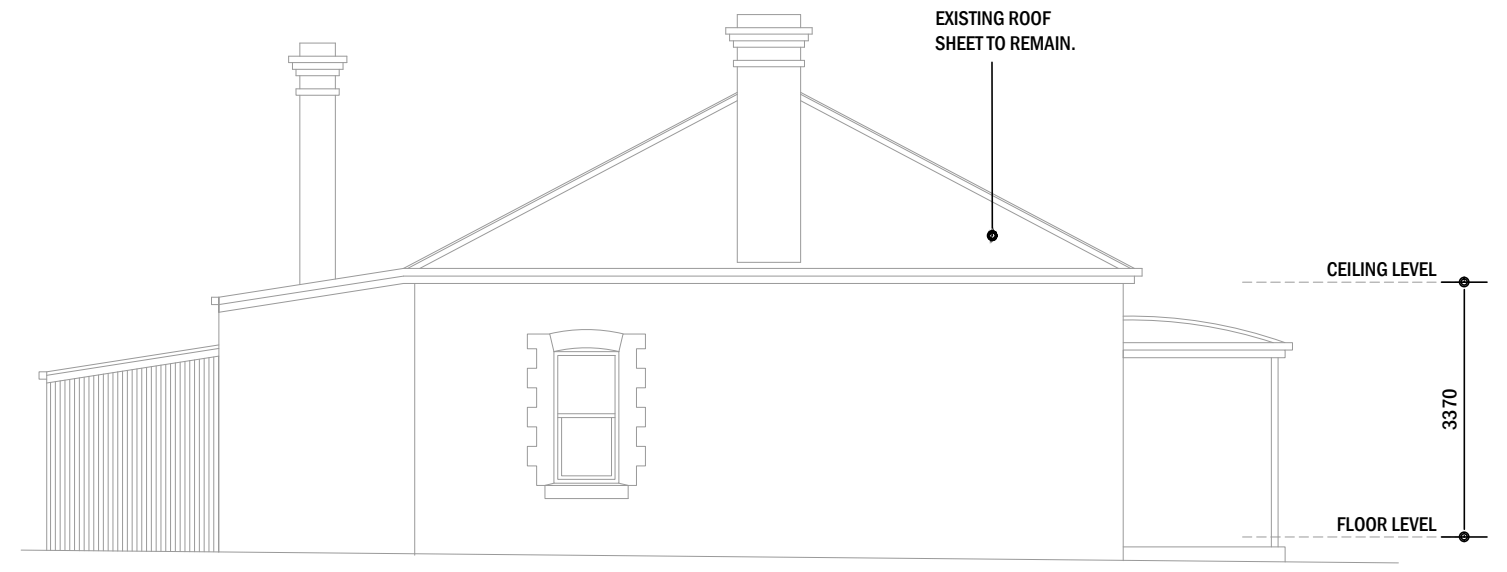 EXISTING ROOF
SHEET TO REMAIN.
CEILING LEVEL
3370
FLOOR LEVEL